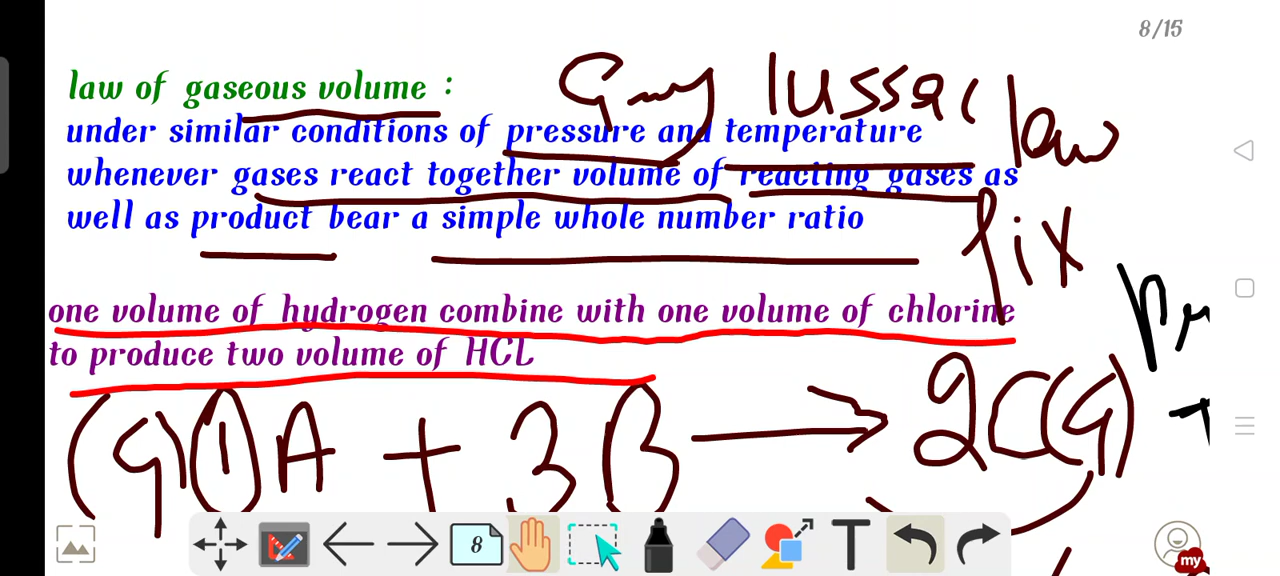 8/15
law of gaseous volume :
Gay lussac law
under similar conditions of pressure and temperature
whenever gases react together volume of reacting gases as
well as product bear a simple whole number ratio
fix
one volume of hydrogen combine with one volume of chlorine
to produce two volume of HCL
(G) 1 A + 3 B → 2C(G)
8
T
my